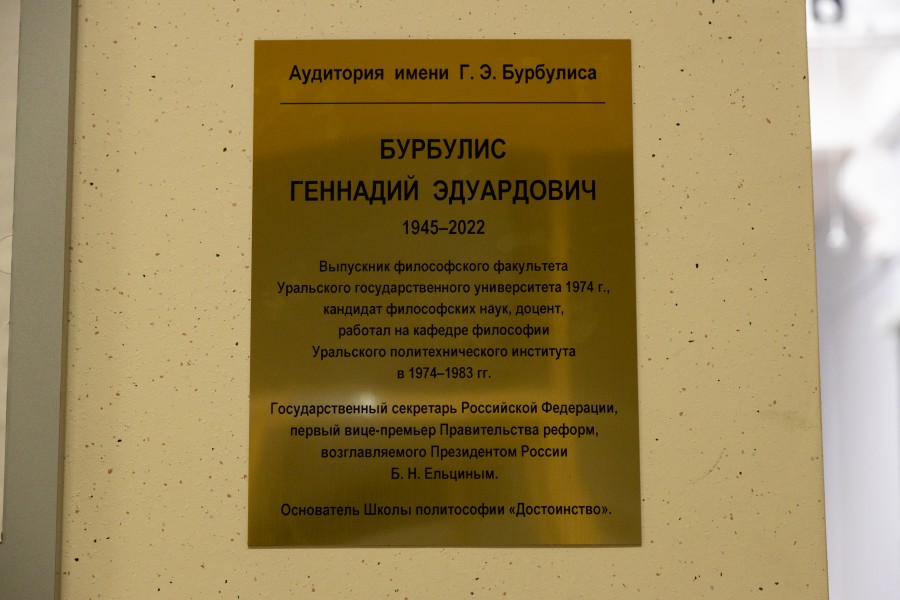 Аудитория имени Г. Э. Бурбулиса
БУРБУЛИС
ГЕННАДИЙ ЭДУАРДОВИЧ
1945–2022
Выпускник философского факультета
Уральского государственного университета 1974 г.,
кандидат философских наук, доцент,
работал на кафедре философии
Уральского политехнического института
в 1974–1983 гг.
Государственный секретарь Российской Федерации,
первый вице-премьер Правительства реформ,
возглавляемого Президентом России
Б. Н. Ельциным.
Основатель Школы политософии «Достоинство».